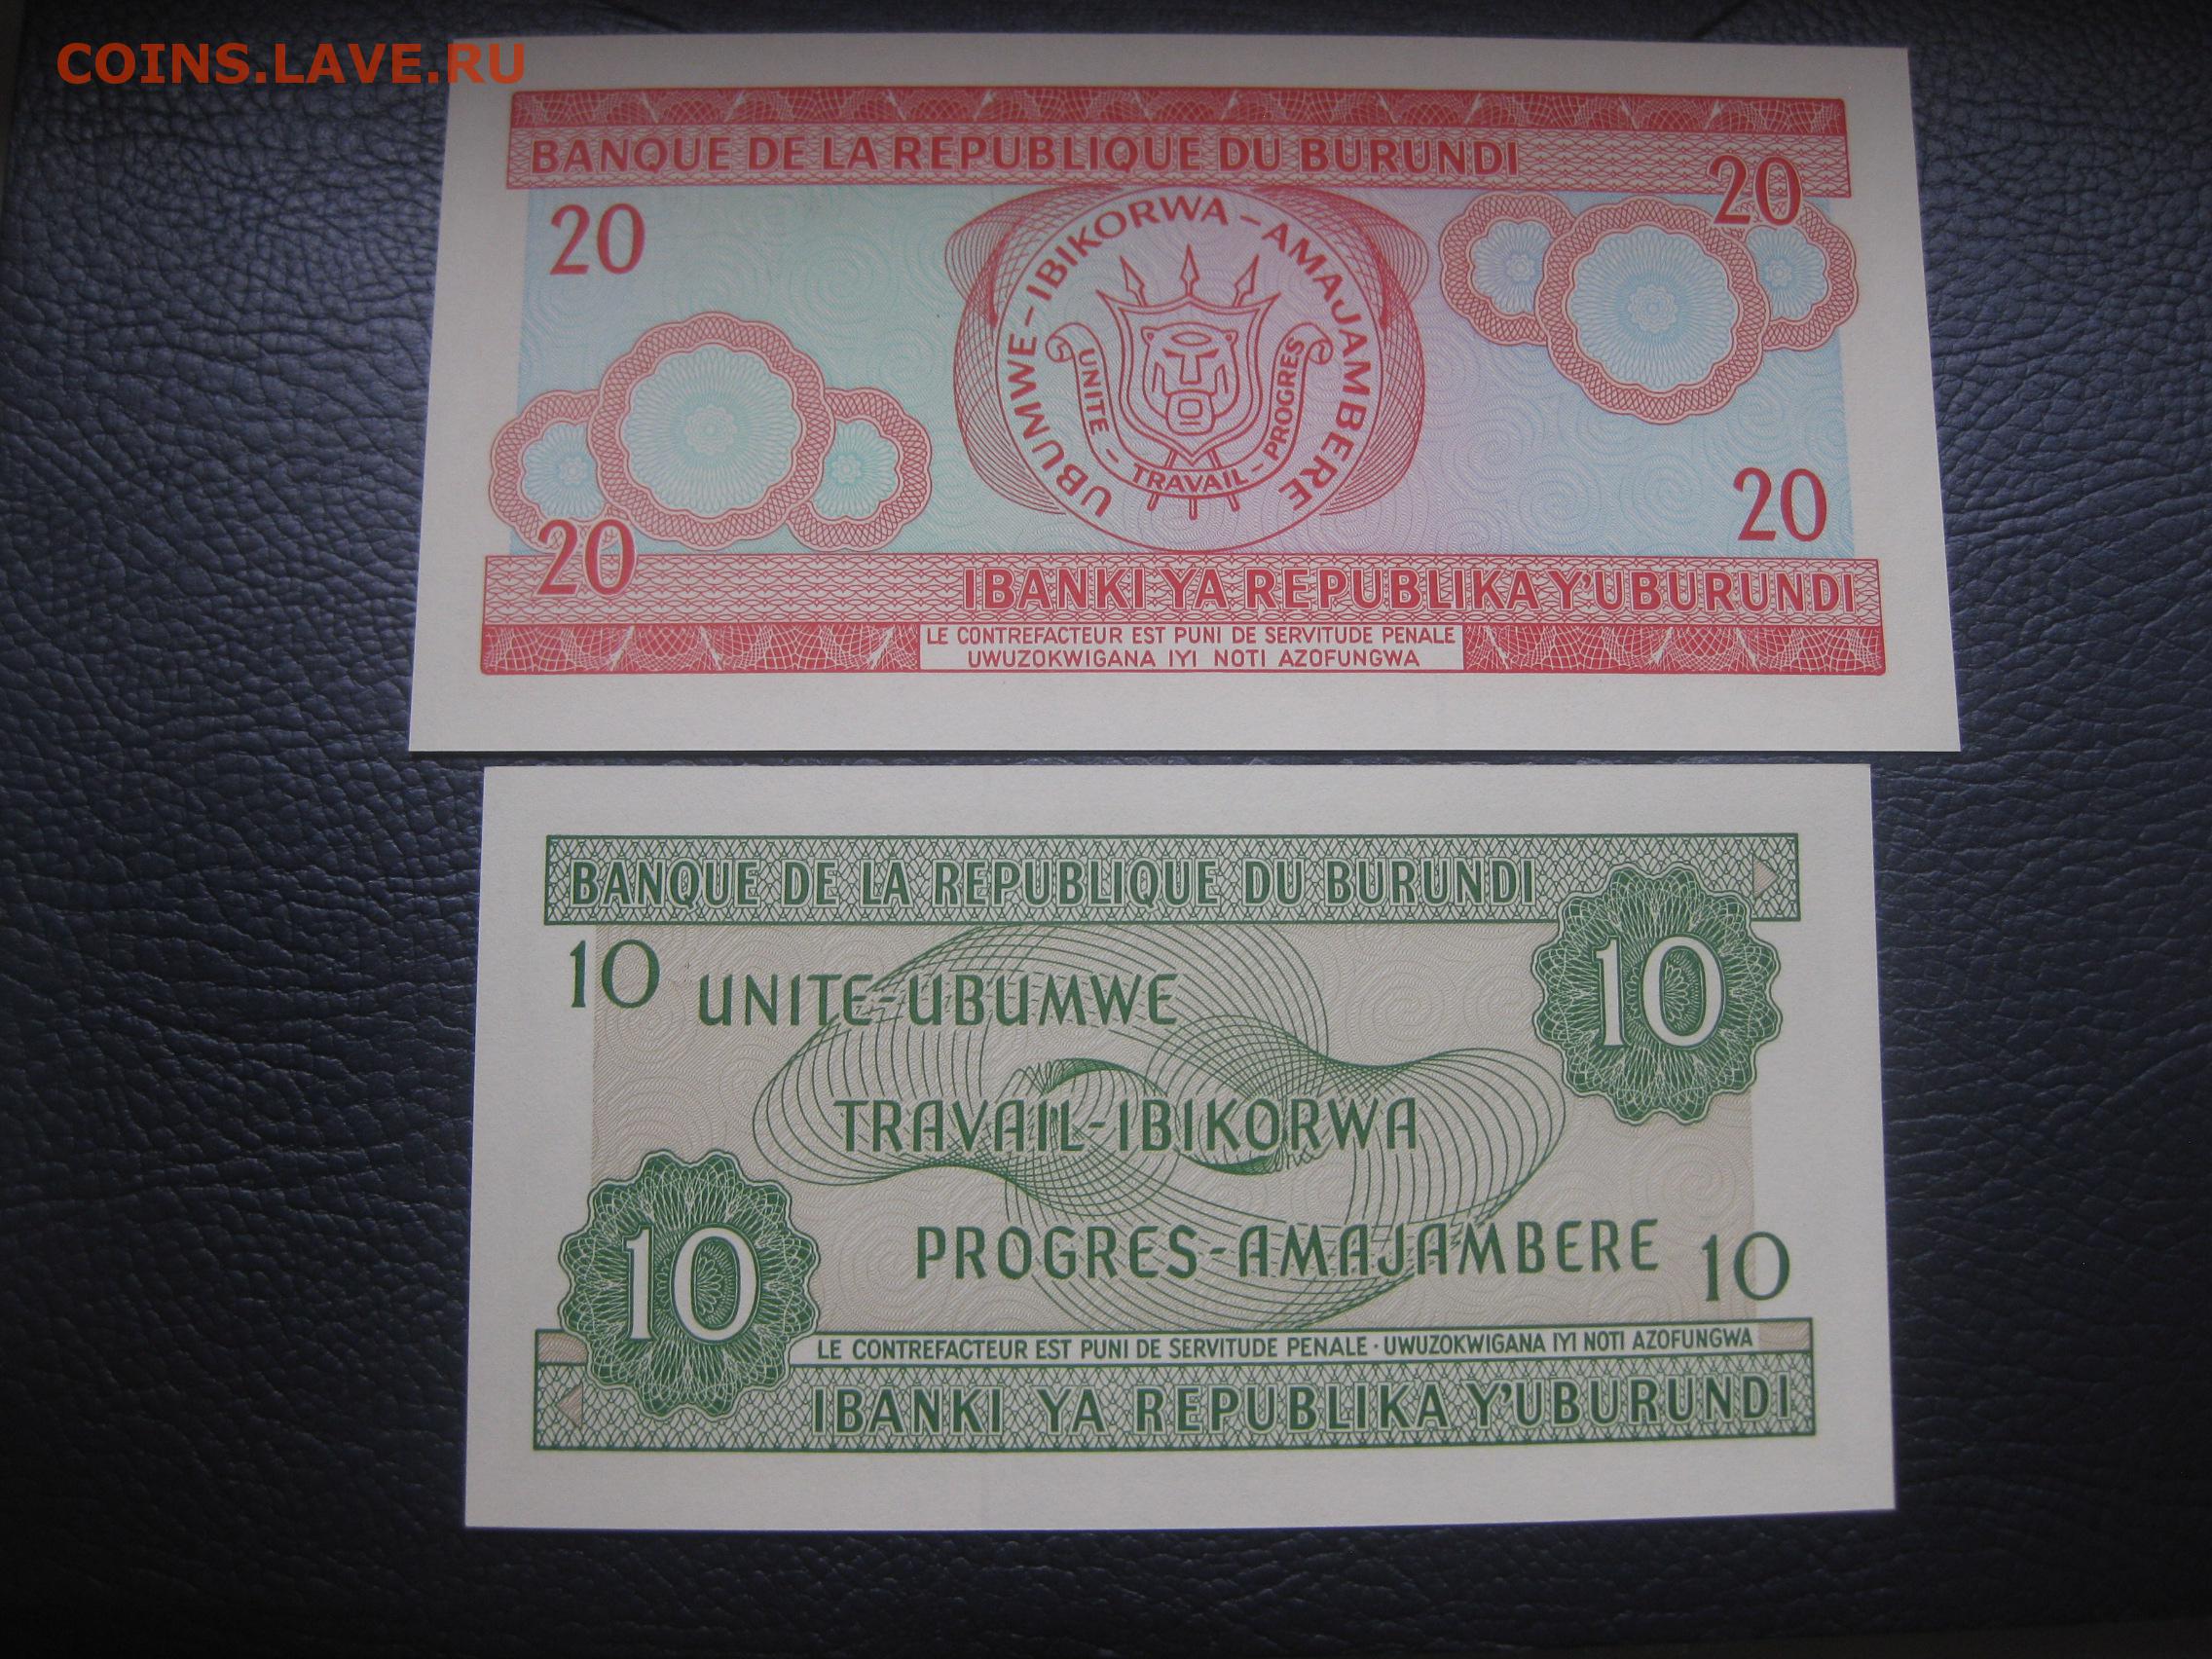 COINS.LAVE.RU
BANQUE DE LA REPUBLIQUE DU BURUNDI
20
20
UBUMWE - IBIKORWA - AMAJAMBERE
UNITE - TRAVAIL - PROGRES
20
20
IBANKI YA REPUBLIKA Y'UBURUNDI
LE CONTREFACTEUR EST PUNI DE SERVITUDE PENALE
UWUZOKWIGANA IYI NOTI AZOFUNGWA
BANQUE DE LA REPUBLIQUE DU BURUNDI
10
10
UNITE-UBUMWE
TRAVAIL-IBIKORWA
PROGRES-AMAJAMBERE
10
10
LE CONTREFACTEUR EST PUNI DE SERVITUDE PENALE · UWUZOKWIGANA IYI NOTI AZOFUNGWA
IBANKI YA REPUBLIKA Y'UBURUNDI